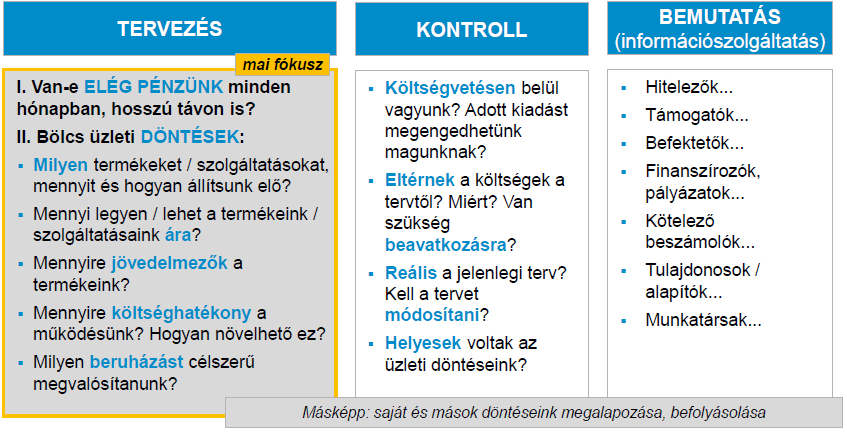 TERVEZÉS
mai fókusz
I. Van-e ELÉG PÉNZÜNK minden
hónapban, hosszú távon is?
II. Bölcs üzleti DÖNTÉSEK:
▪ Milyen termékeket / szolgáltatásokat,
mennyit és hogyan állítsunk elő?
▪ Mennyi legyen / lehet a termékeink /
szolgáltatásaink ára?
▪ Mennyire jövedelmezők a
termékeink?
▪ Mennyire költséghatékony a
működésünk? Hogyan növelhető ez?
▪ Milyen beruházást célszerű
megvalósítanunk?
KONTROLL
▪ Költségvetésen belül
vagyunk? Adott kiadást
megengedhetünk
magunknak?
▪ Eltérnek a költségek a
tervtől? Miért? Van
szükség
beavatkozásra?
▪ Reális a jelenlegi terv?
Kell a tervet
módosítani?
▪ Helyesek voltak az
üzleti döntéseink?
BEMUTATÁS
(információszolgáltatás)
▪ Hitelezők...
▪ Támogatók...
▪ Befektetők...
▪ Finanszírozók,
pályázatok...
▪ Kötelező
beszámolók...
▪ Tulajdonosok /
alapítók...
▪ Munkatársak...
Másképp: saját és mások döntéseink megalapozása, befolyásolása